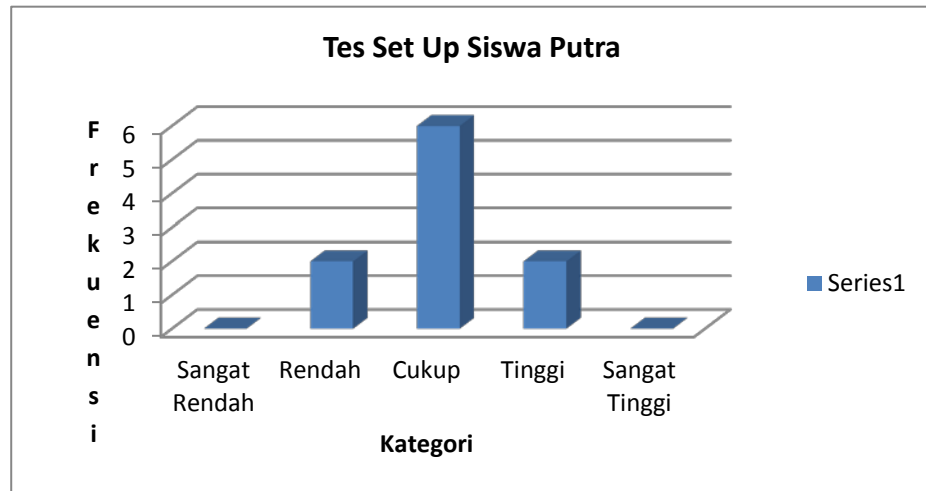 Tes Set Up Siswa Putra
Frekuensi
6
5
4
3
2
1
0
Sangat Rendah
Rendah
Cukup
Tinggi
Sangat Tinggi
Kategori
Series1